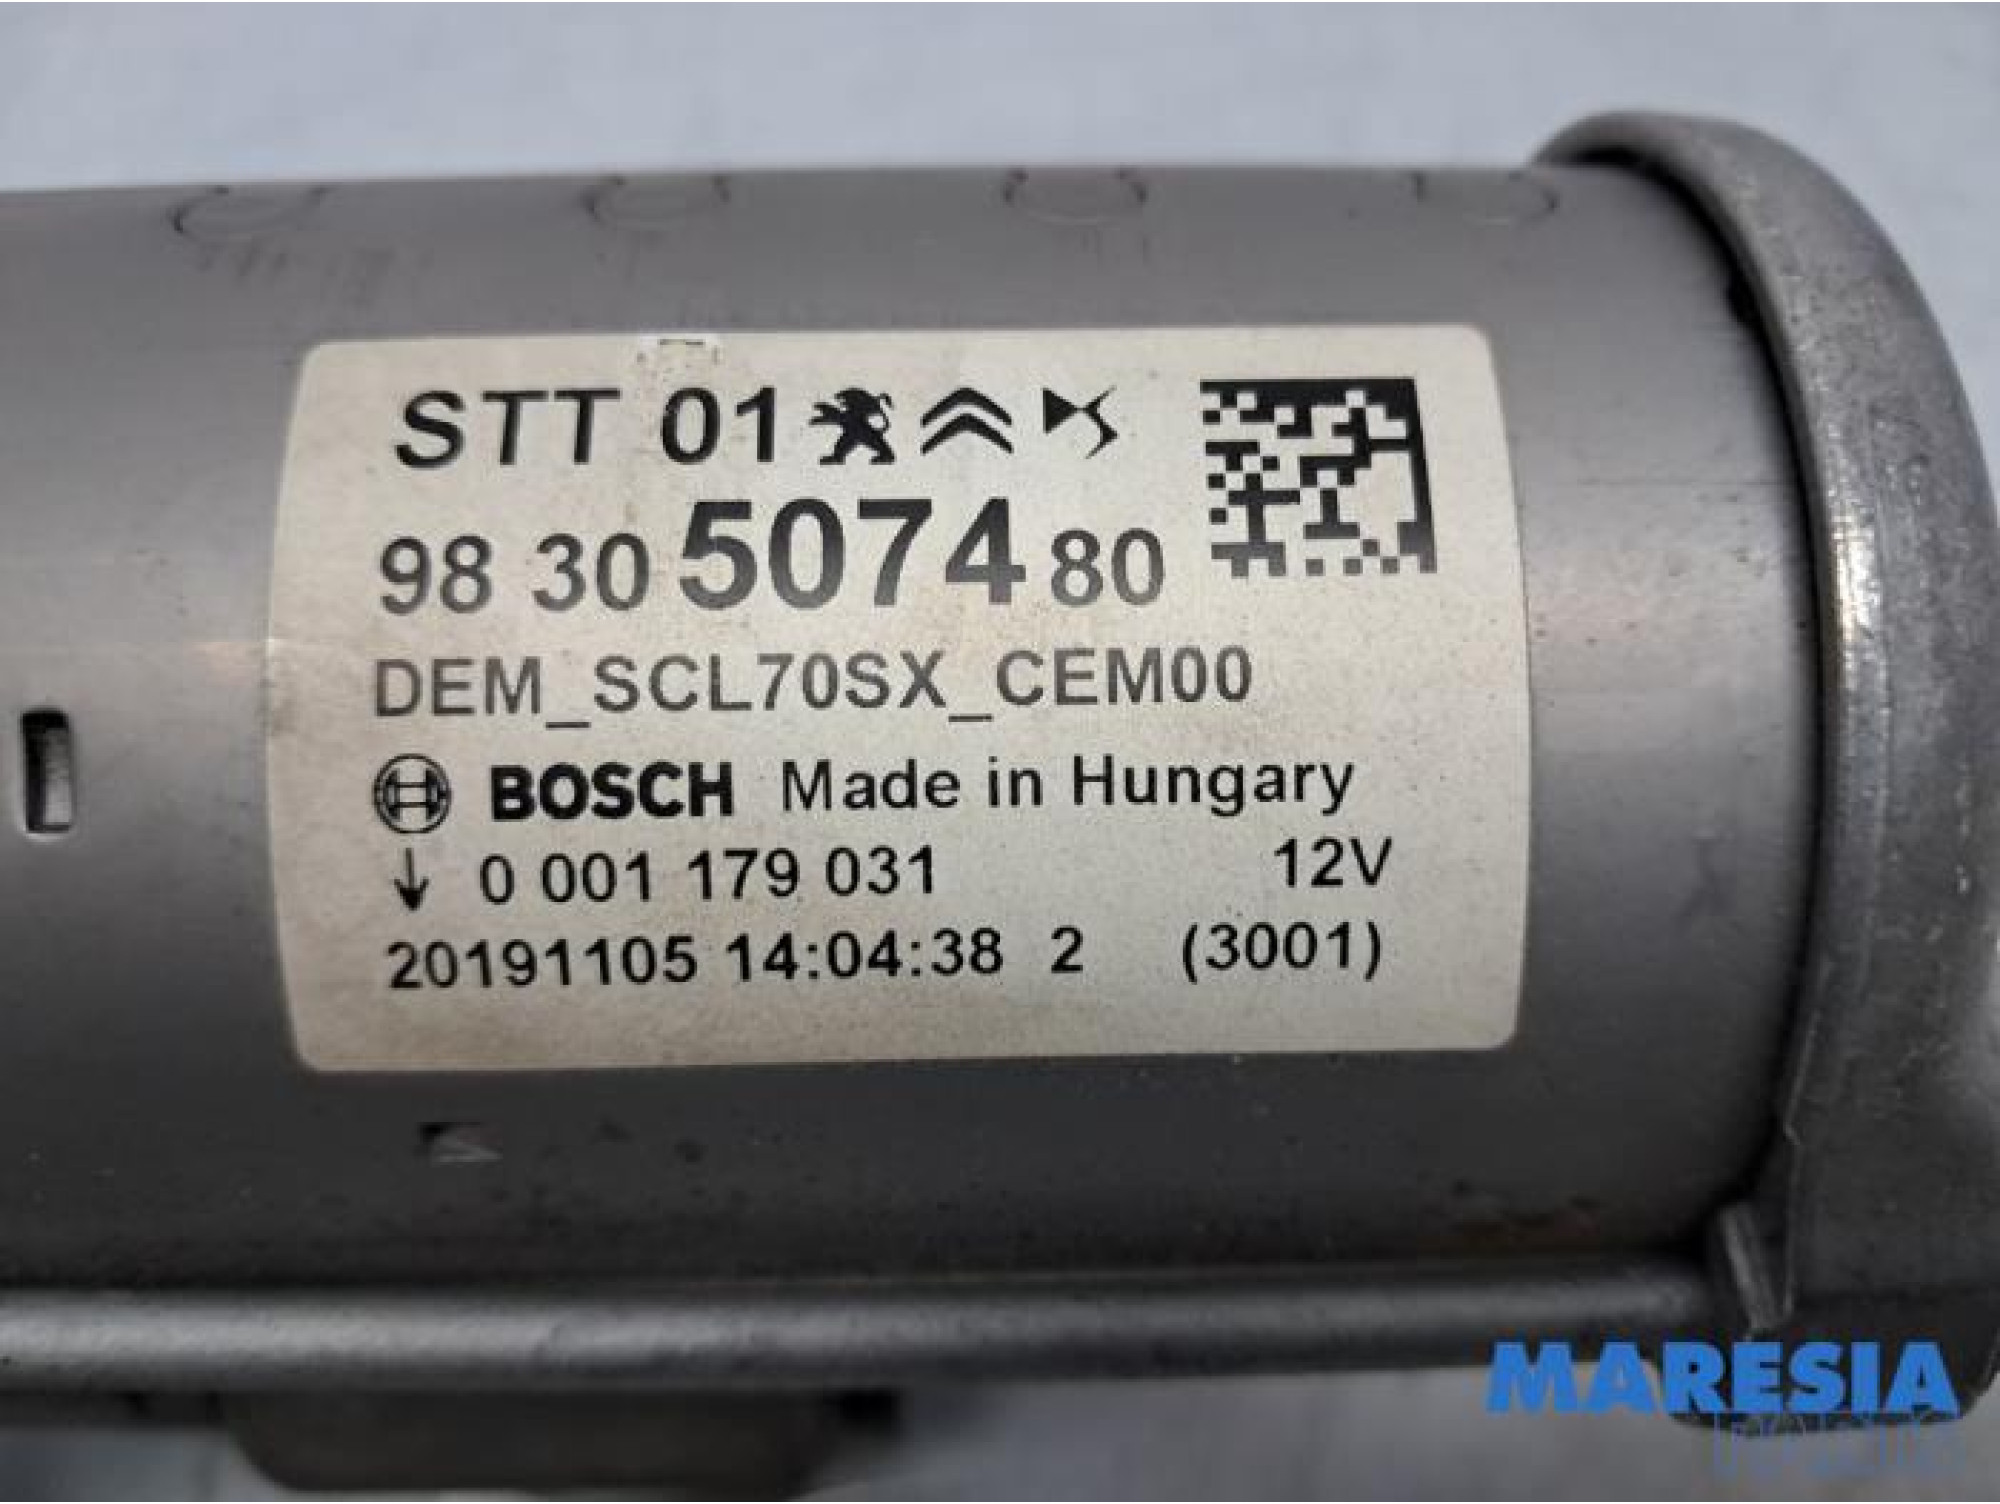 STT 01
98 30 5074 80
DEM_SCL70SX_CEM00
BOSCH Made in Hungary
0 001 179 031 12V
20191105 14:04:38 2 (3001)
MARESIA